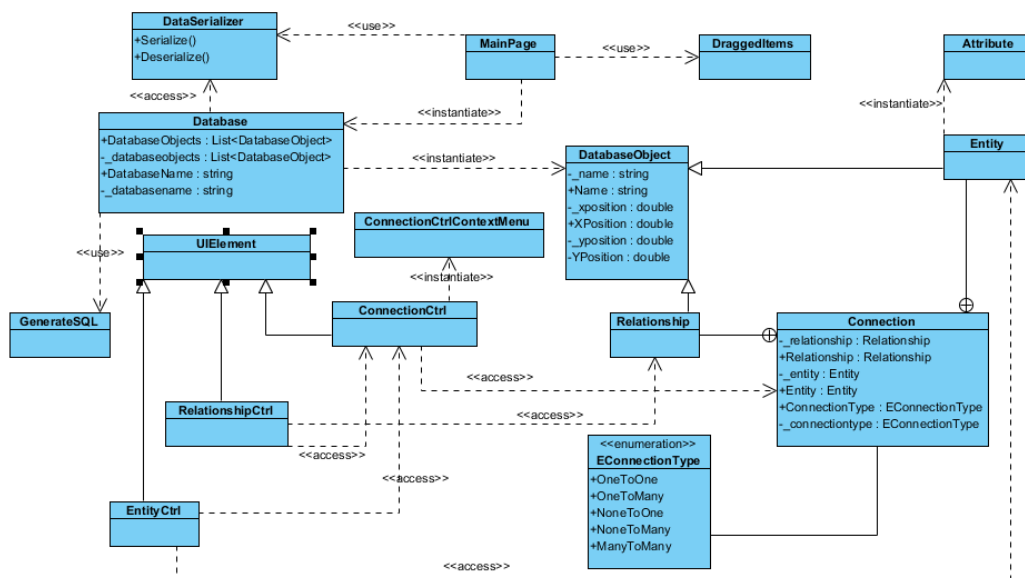 DataSerializer
+Serialize()
+Deserialize()
<<use>>
MainPage
<<use>>
DraggedItems
Attribute
<<access>>
<<instantiate>>
<<instantiate>>
Database
+DatabaseObjects : List<DatabaseObject>
-_databaseobjects : List<DatabaseObject>
+DatabaseName : string
-_databasename : string
<<instantiate>>
DatabaseObject
-_name : string
+Name : string
-_xposition : double
+XPosition : double
-_yposition : double
-YPosition : double
Entity
ConnectionCtrlContextMenu
<<use>>
UIElement
<<instantiate>>
GenerateSQL
ConnectionCtrl
Relationship
Connection
-_relationship : Relationship
+Relationship : Relationship
-_entity : Entity
+Entity : Entity
+ConnectionType : EConnectionType
-_connectiontype : EConnectionType
<<access>>
RelationshipCtrl
<<access>>
<<access>>
<<enumeration>>
EConnectionType
+OneToOne
+OneToMany
+NoneToOne
+NoneToMany
+ManyToMany
<<access>>
EntityCtrl
<<access>>